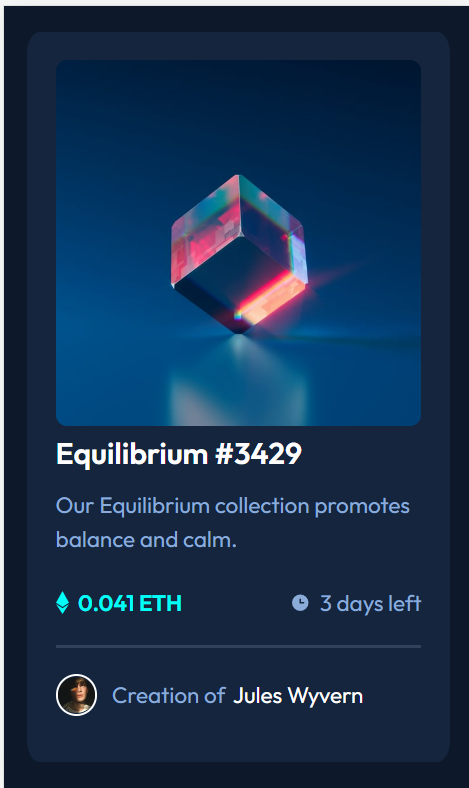 Equilibrium #3429
Our Equilibrium collection promotes
balance and calm.
0.041 ETH
3 days left
Creation of Jules Wyvern